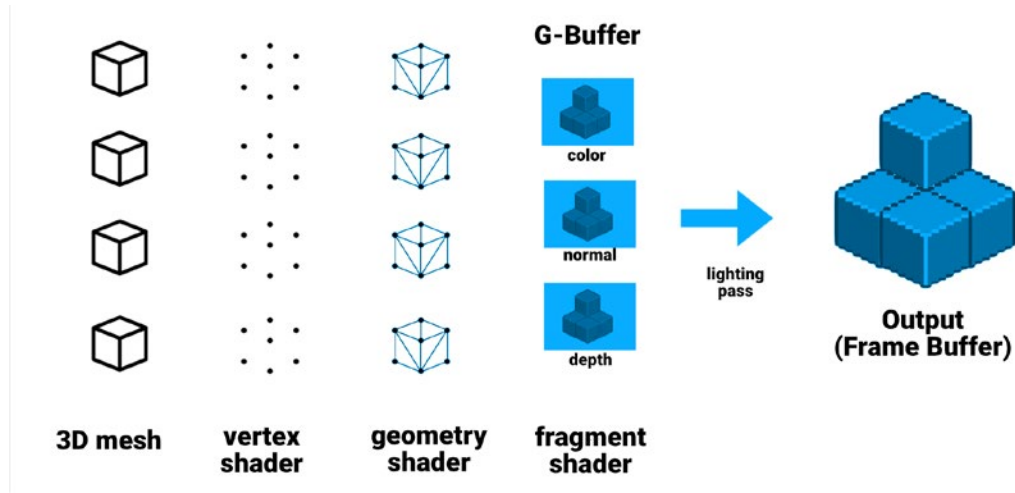 G-Buffer
color
normal
depth
lighting
pass
Output
(Frame Buffer)
3D mesh
vertex
shader
geometry
shader
fragment
shader